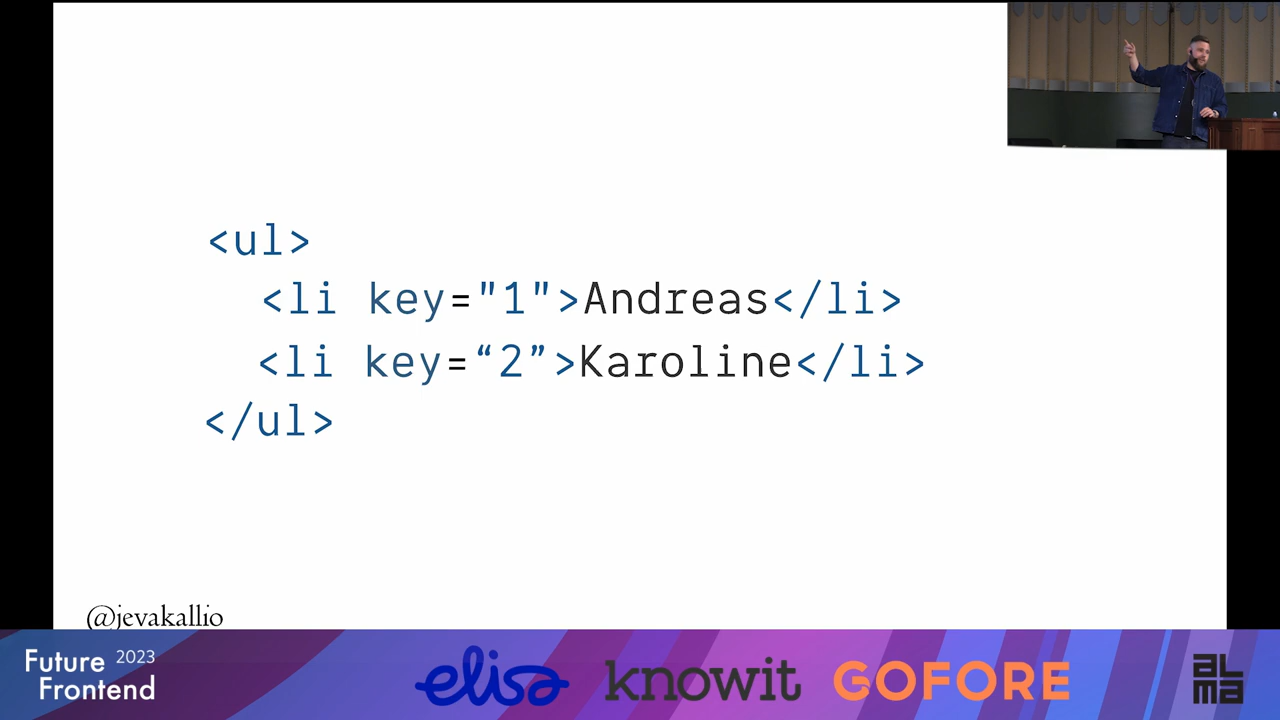 <ul>
<li key="1">Andreas</li>
<li key=“2”>Karoline</li>
</ul>
@jevakallio
Future 2023
Frontend
elisa
knowit
GOFORE
ALMA